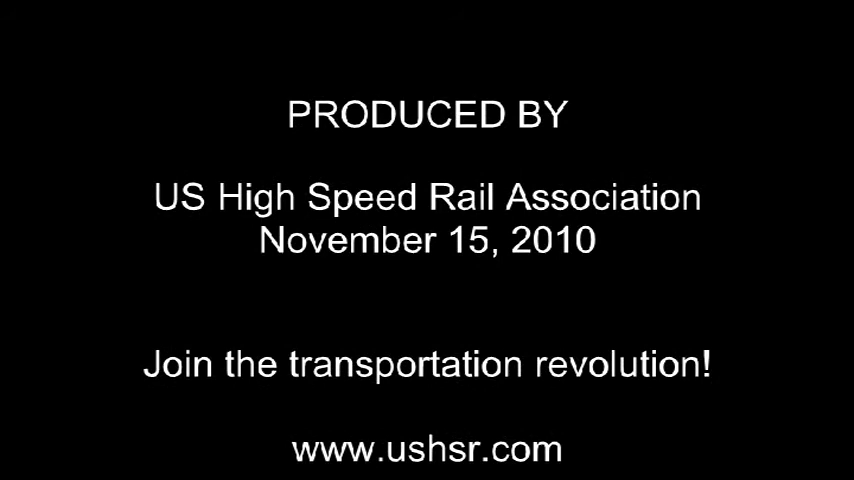 PRODUCED BY
US High Speed Rail Association
November 15, 2010
Join the transportation revolution!
www.ushsr.com